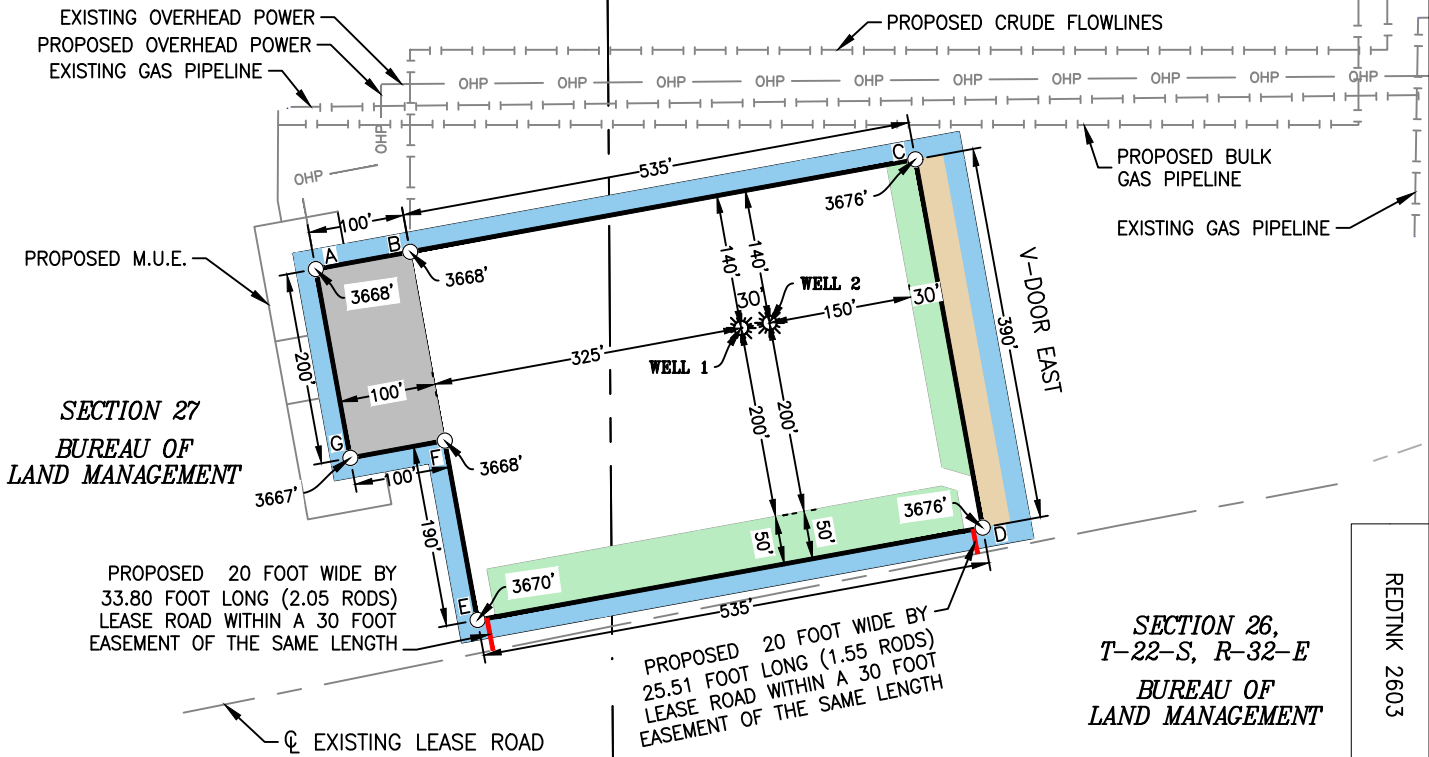 EXISTING OVERHEAD POWER
PROPOSED OVERHEAD POWER
EXISTING GAS PIPELINE
PROPOSED CRUDE FLOWLINES
OHP
OHP
OHP
OHP
OHP
OHP
OHP
OHP
OHP
OHP
OHP
OHP
PROPOSED BULK
GAS PIPELINE
EXISTING GAS PIPELINE
PROPOSED M.U.E.
535'
100'
A
B
C
3668'
3668'
3676'
140'
140'
30'
WELL 2
150'
30'
WELL 1
325'
V-DOOR EAST
390'
200'
100'
200'
200'
SECTION 27
BUREAU OF
LAND MANAGEMENT
G
F
100'
3667'
3668'
190'
3676'
D
50'
50'
3670'
E
535'
PROPOSED 20 FOOT WIDE BY
33.80 FOOT LONG (2.05 RODS)
LEASE ROAD WITHIN A 30 FOOT
EASEMENT OF THE SAME LENGTH
PROPOSED 20 FOOT WIDE BY
25.51 FOOT LONG (1.55 RODS)
LEASE ROAD WITHIN A 30 FOOT
EASEMENT OF THE SAME LENGTH
SECTION 26,
T-22-S, R-32-E
BUREAU OF
LAND MANAGEMENT
REDTNK 2603
℄ EXISTING LEASE ROAD